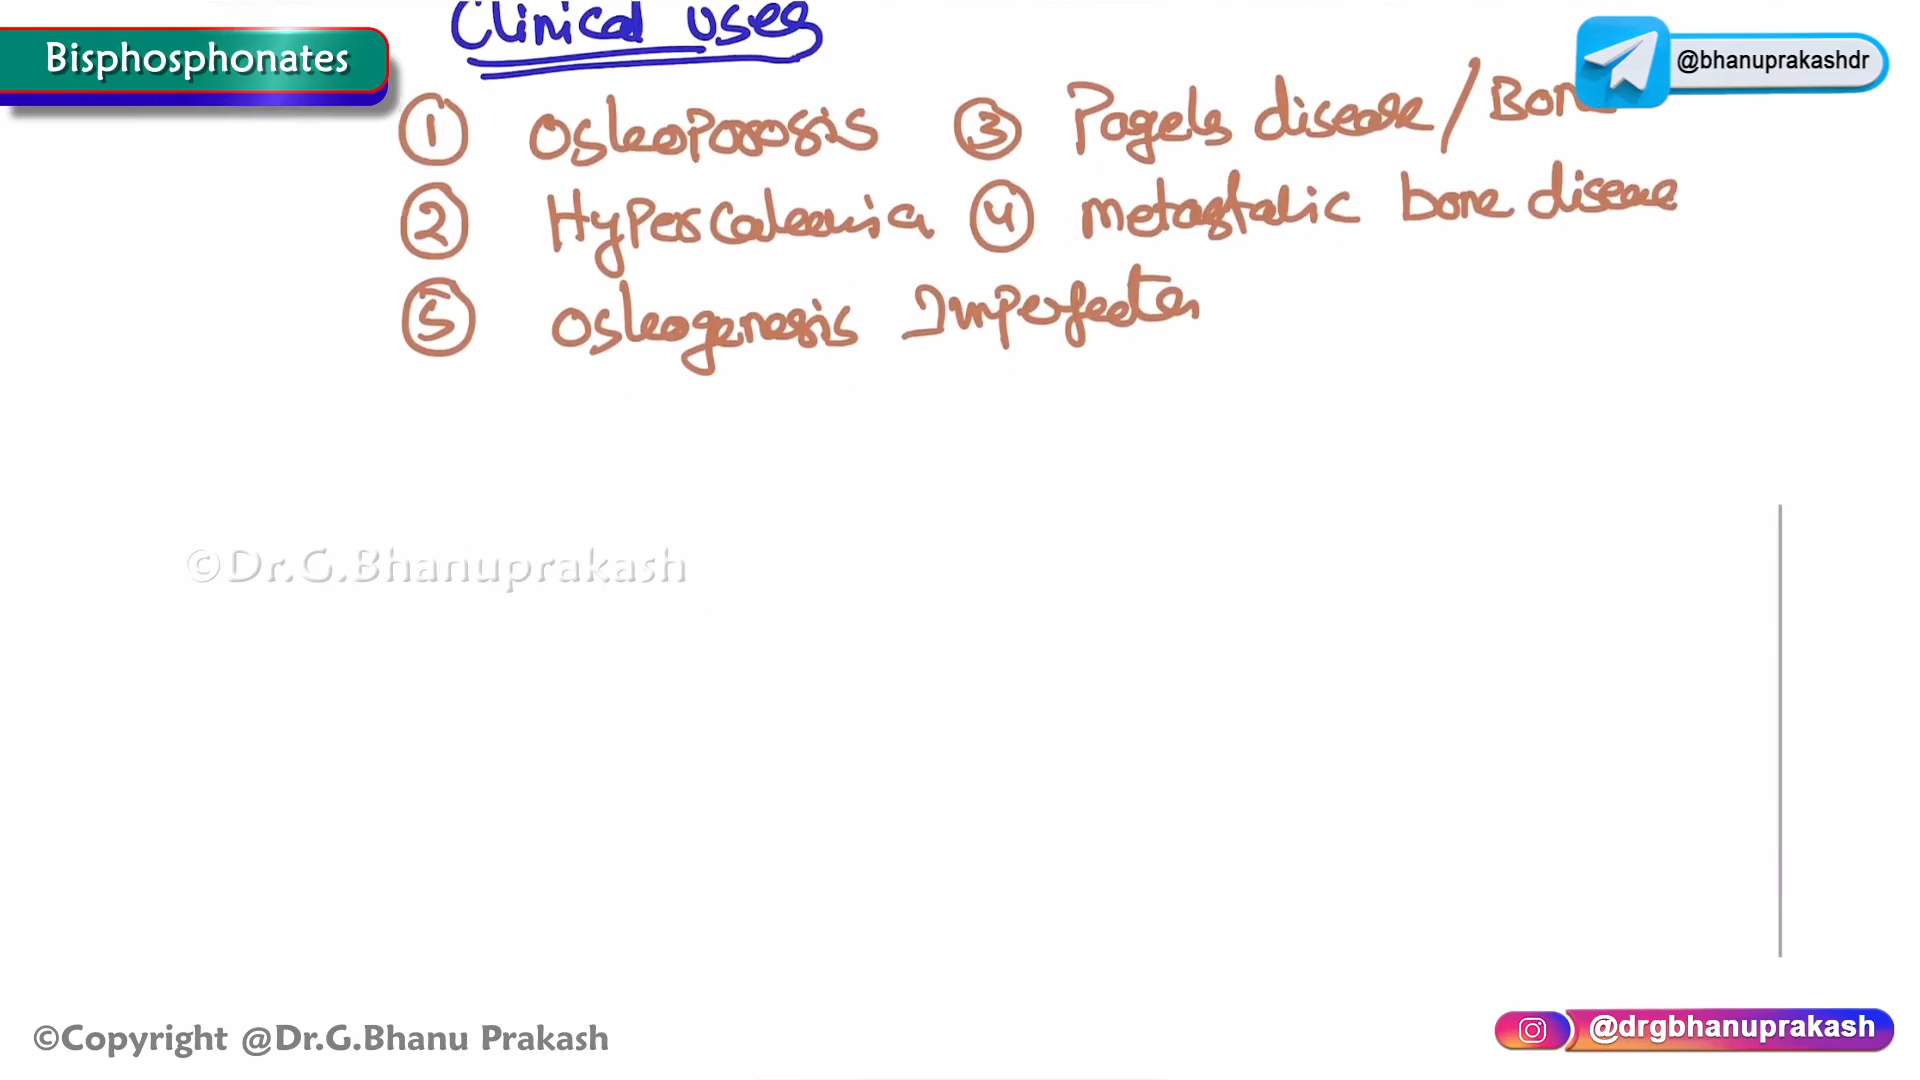 Clinical uses
Bisphosphonates
@bhanuprakashdr
① Osteoporosis ③ Pagets disease / Bone
② Hypercalcemia ④ metastatic bone disease
⑤ Osteogenesis Imperfecta
©Dr.G.Bhanuprakash
©Copyright @Dr.G.Bhanu Prakash
@drgbhanuprakash